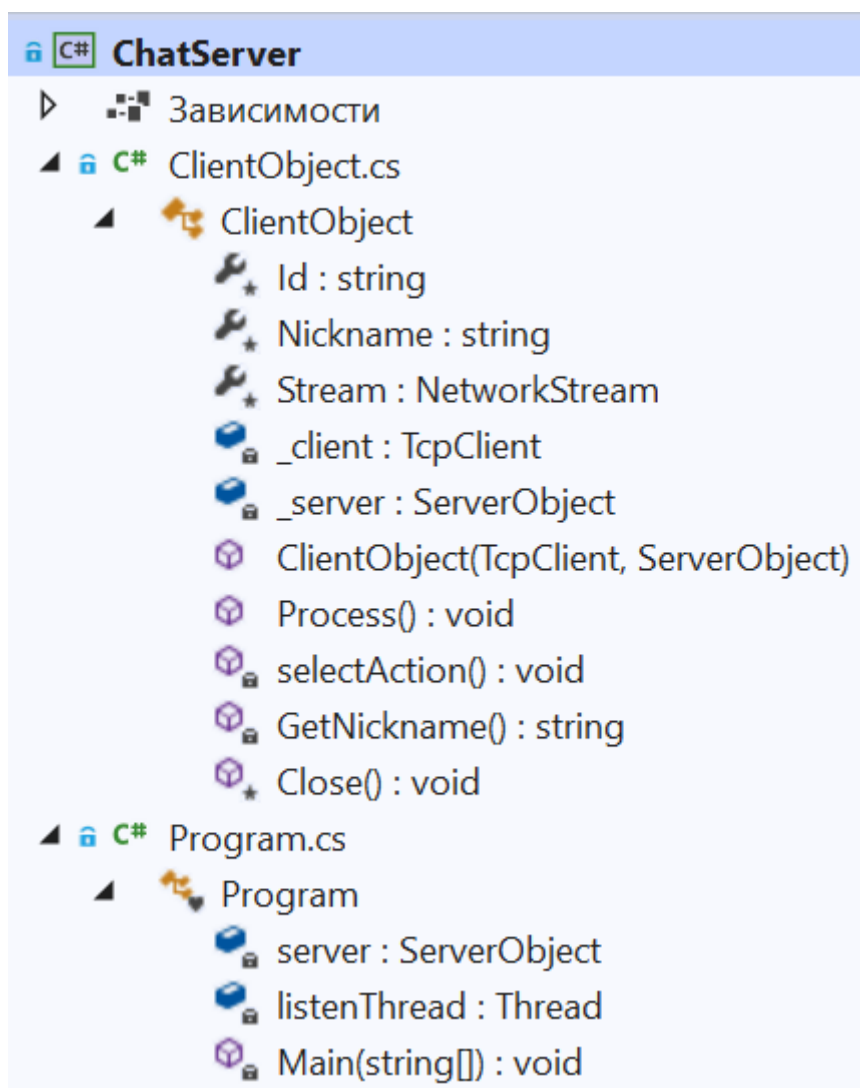 C# ChatServer
Зависимости
C# ClientObject.cs
ClientObject
Id : string
Nickname : string
Stream : NetworkStream
_client : TcpClient
_server : ServerObject
ClientObject(TcpClient, ServerObject)
Process() : void
selectAction() : void
GetNickname() : string
Close() : void
C# Program.cs
Program
server : ServerObject
listenThread : Thread
Main(string[]) : void